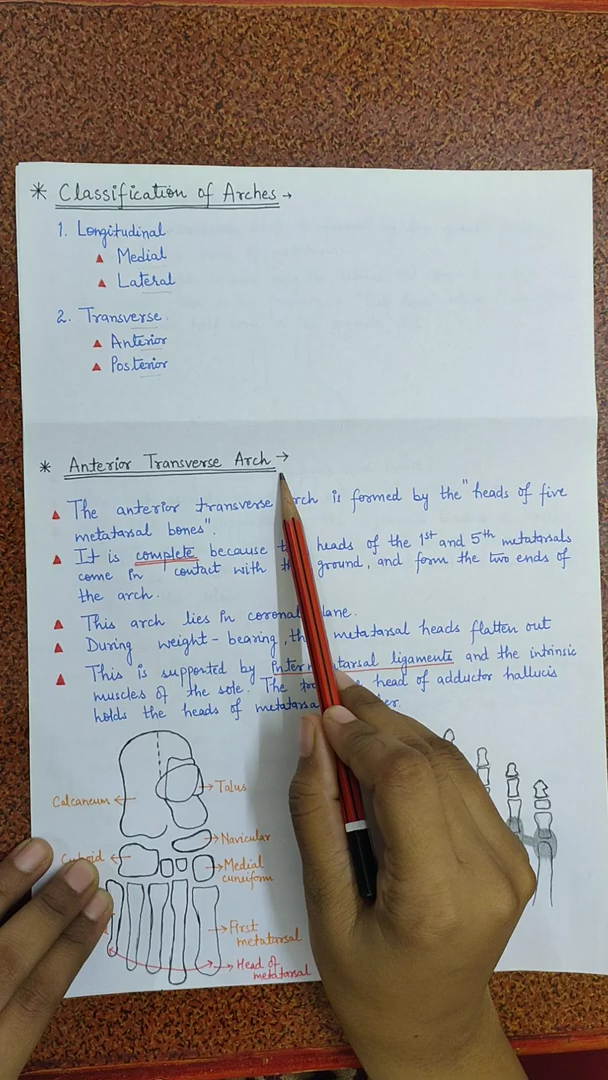 * Classification of Arches →
1. Longitudinal
▲ Medial
▲ Lateral
2. Transverse.
▲ Anterior
▲ Posterior
* Anterior Transverse Arch →
▲ The anterior transverse arch is formed by the "heads of five
metatarsal bones".
▲ It is complete because heads of the 1st and 5th metatarsals
come in contact with the ground, and form the two ends of
the arch.
▲ This arch lies in coronal plane.
▲ During weight-bearing, the metatarsal heads flatten out
▲ This is supported by intermetatarsal ligaments and the intrinsic
muscles of the sole. The head of adductor hallucis
holds the heads of
Calcaneum
Talus
Navicular
Cuboid
Medial
cuneiform
First
metatarsal
Head of
metatarsal